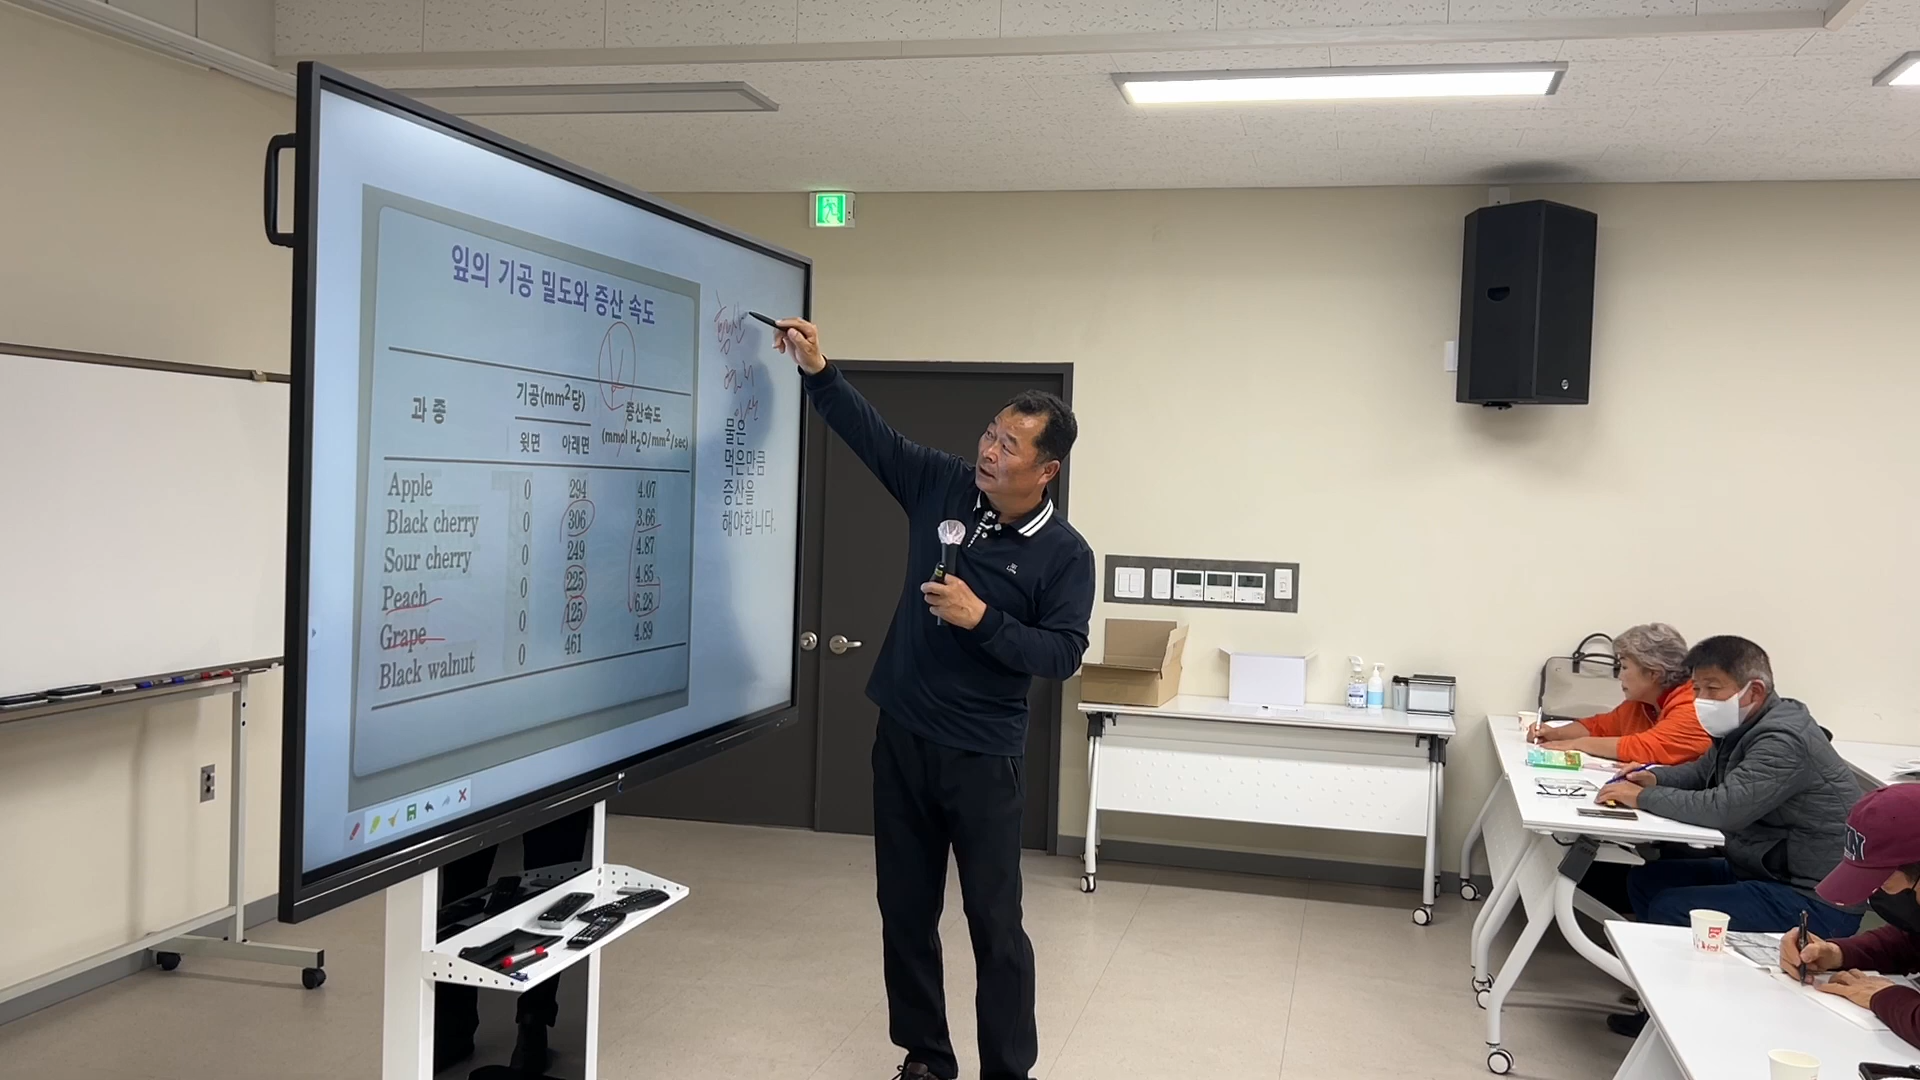 잎의 기공 밀도와 증산 속도
과 종 기공(mm2당) 증산속도
윗면 아래면 (mmol H2O/mm2/sec)
Apple 0 294 4.07
Black cherry 0 306 3.66
Sour cherry 0 249 4.87
Peach 0 225 4.85
Grape 0 125 6.28
Black walnut 0 461 4.89
증산
물은
먹은만큼
증산을
해야합니다.